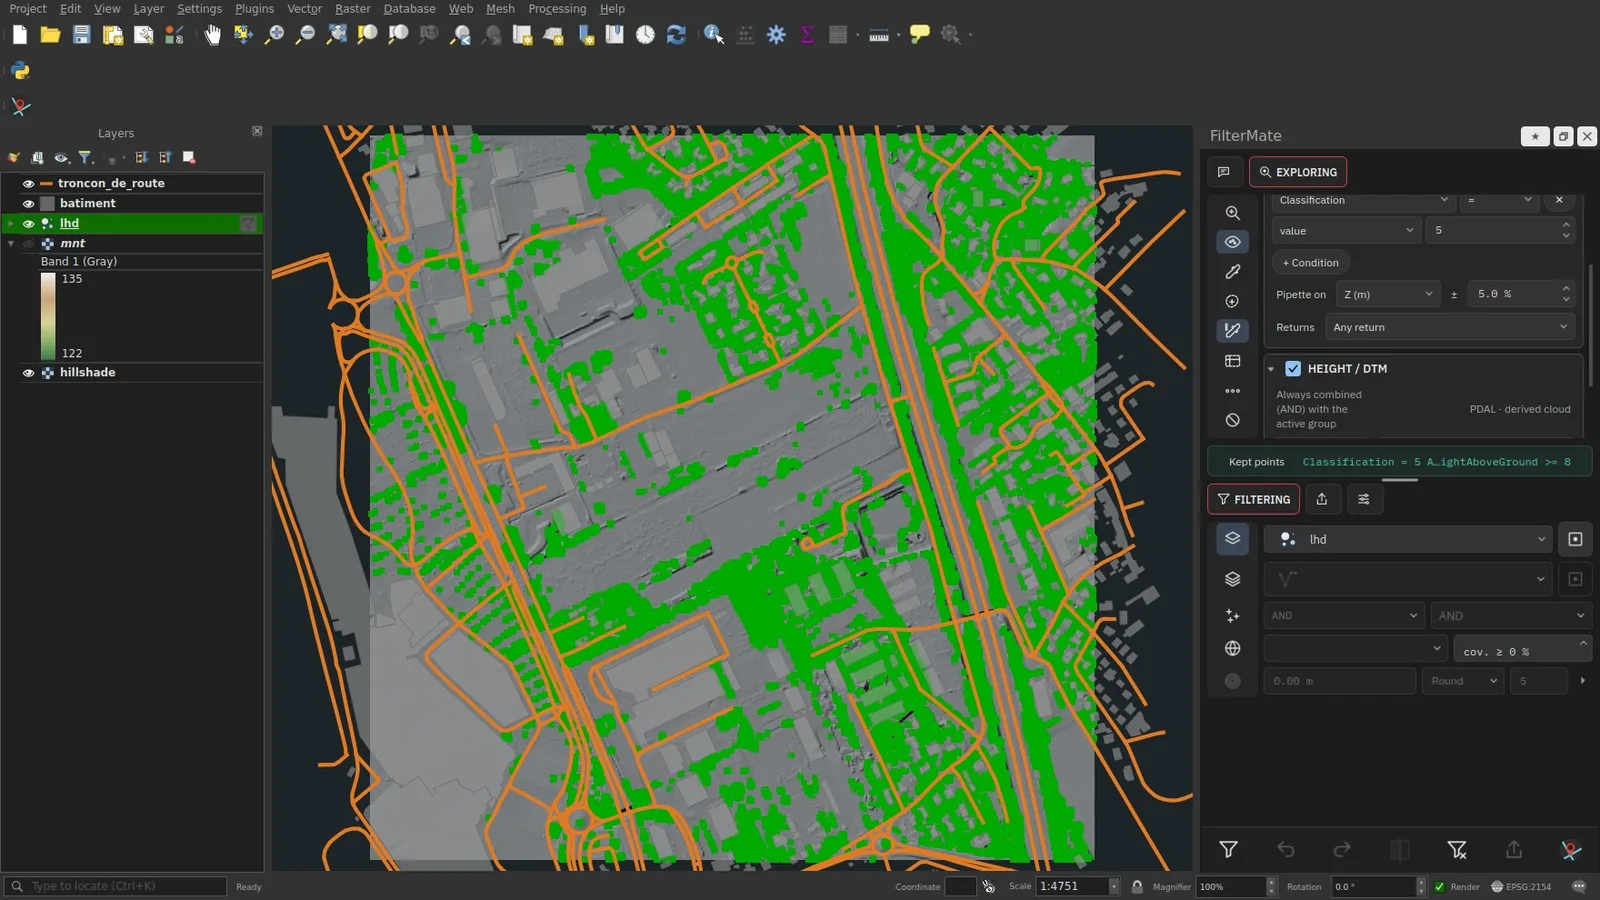 Project Edit View Layer Settings Plugins Vector Raster Database Web Mesh Processing Help
Layers
troncon_de_route
batiment
lhd
mnt
Band 1 (Gray)
135
122
hillshade
FilterMate
EXPLORING
Classification =
value 5
+ Condition
Pipette on Z (m) ± 5.0 %
Returns Any return
HEIGHT / DTM
Always combined
(AND) with the
active group
PDAL · derived cloud
Kept points Classification = 5 A…ightAboveGround >= 8
FILTERING
lhd
AND AND
cov. ≥ 0 %
0.00 m Round 5
Type to locate (Ctrl+K) Ready Coordinate Scale 1:4751 Magnifier 100% Rotation 0.0 ° Render EPSG:2154